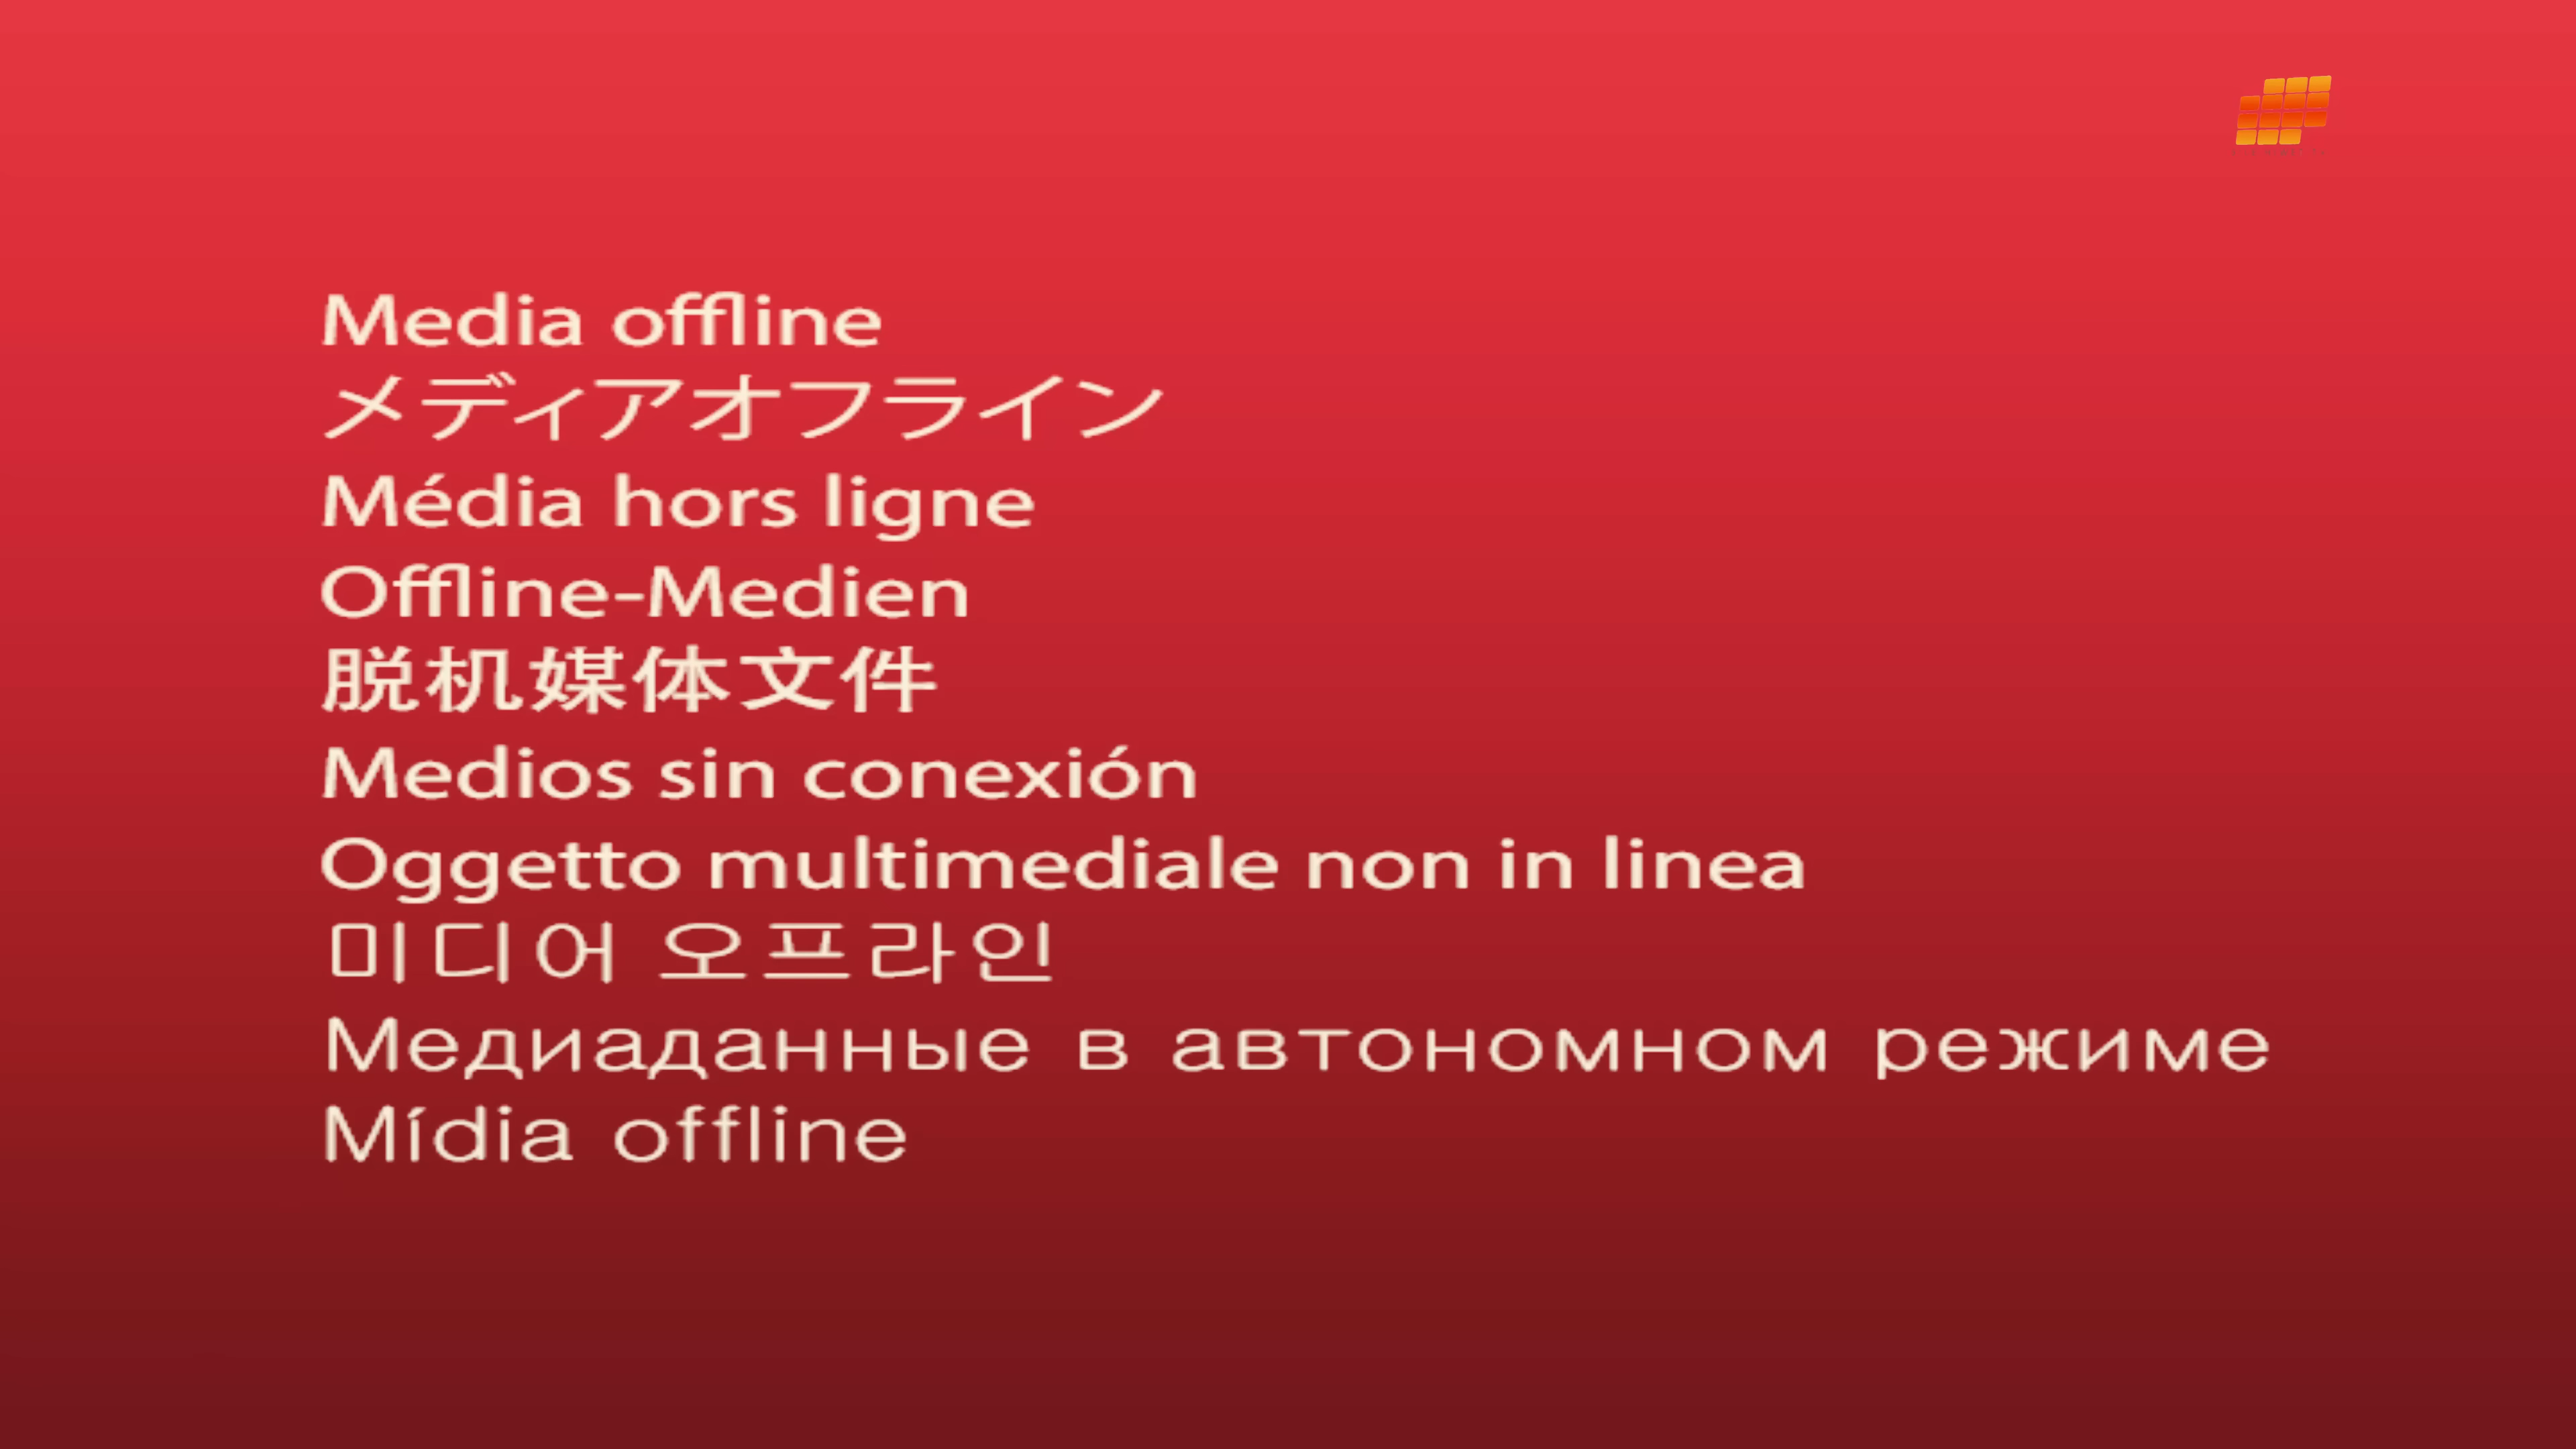 Media offline
メディアオフライン
Média hors ligne
Offline-Medien
脱机媒体文件
Medios sin conexión
Oggetto multimediale non in linea
미디어 오프라인
Медиаданные в автономном режиме
Mídia offline